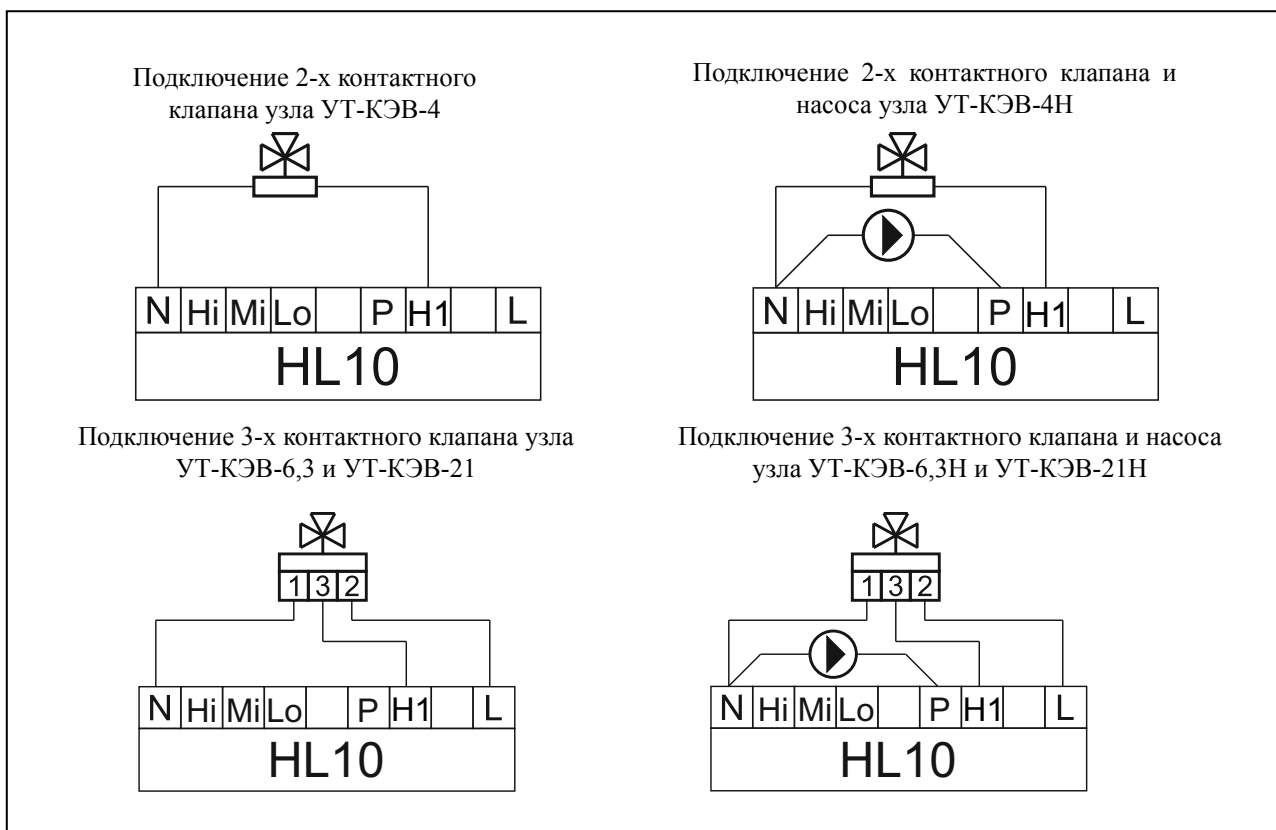 Подключение 2-х контактного
клапана узла УТ-КЭВ-4
N Hi Mi Lo P H1 L
HL10
Подключение 2-х контактного клапана и
насоса узла УТ-КЭВ-4Н
N Hi Mi Lo P H1 L
HL10
Подключение 3-х контактного клапана узла
УТ-КЭВ-6,3 и УТ-КЭВ-21
1 3 2
N Hi Mi Lo P H1 L
HL10
Подключение 3-х контактного клапана и насоса
узла УТ-КЭВ-6,3Н и УТ-КЭВ-21Н
1 3 2
N Hi Mi Lo P H1 L
HL10